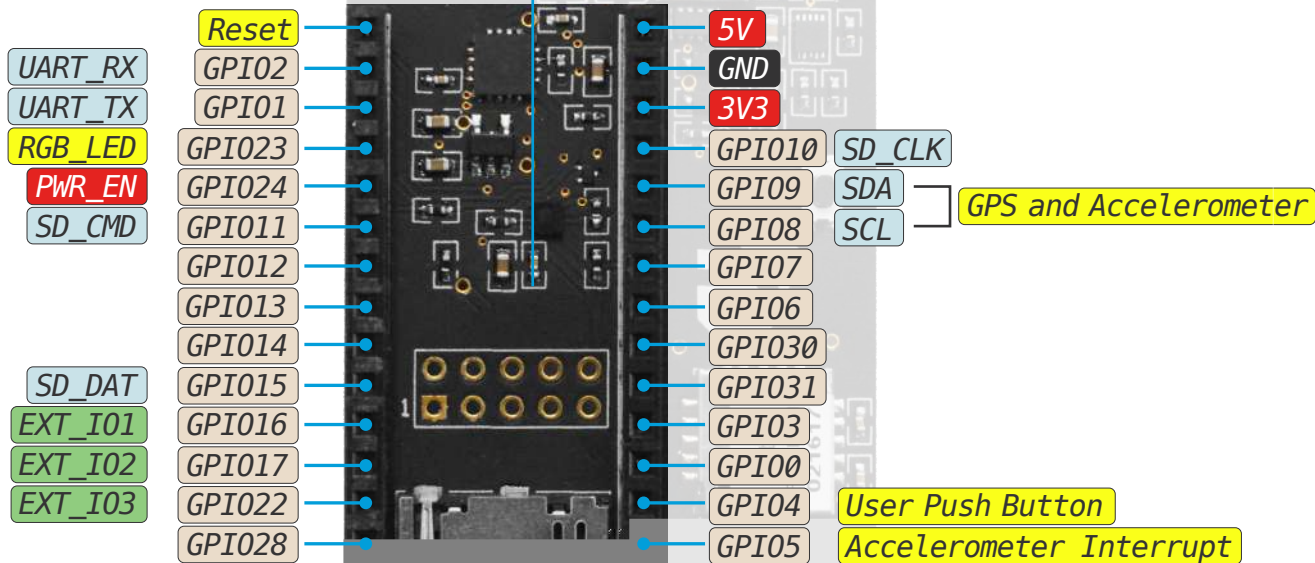 Reset 5V
UART_RX GPIO2 GND
UART_TX GPIO1 3V3
RGB_LED GPIO23 GPIO10 SD_CLK
PWR_EN GPIO24 GPIO9 SDA
GPS and Accelerometer
SD_CMD GPIO11 GPIO8 SCL
GPIO12 GPIO7
GPIO13 GPIO6
GPIO14 GPIO30
SD_DAT GPIO15 GPIO31
1
EXT_IO1 GPIO16 GPIO3
EXT_IO2 GPIO17 GPIO0
EXT_IO3 GPIO22 GPIO4 User Push Button
GPIO28 GPIO5 Accelerometer Interrupt